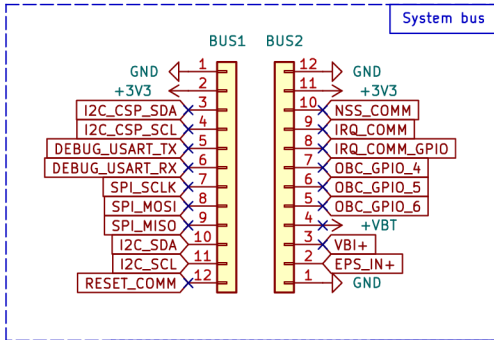 System bus
BUS1 BUS2
GND 1 12 GND
+3V3 2 11 +3V3
I2C_CSP_SDA 3 10 NSS_COMM
I2C_CSP_SCL 4 9 IRQ_COMM
DEBUG_USART_TX 5 8 IRQ_COMM_GPIO
DEBUG_USART_RX 6 7 OBC_GPIO_4
SPI_SCLK 7 6 OBC_GPIO_5
SPI_MOSI 8 5 OBC_GPIO_6
SPI_MISO 9 4 +VBT
I2C_SDA 10 3 VBI+
I2C_SCL 11 2 EPS_IN+
RESET_COMM 12 1 GND